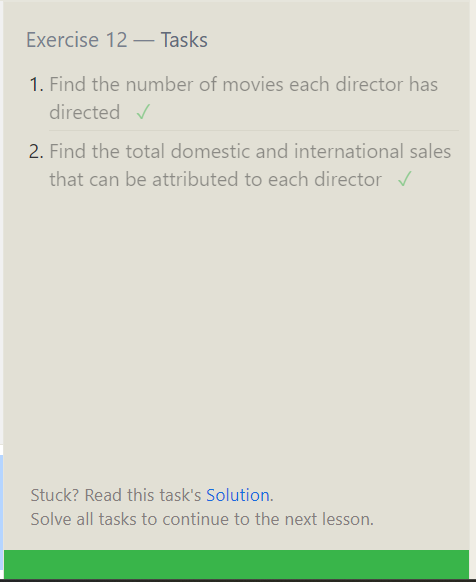 Exercise 12 — Tasks
1. Find the number of movies each director has
directed ✓
2. Find the total domestic and international sales
that can be attributed to each director ✓
Stuck? Read this task's Solution.
Solve all tasks to continue to the next lesson.